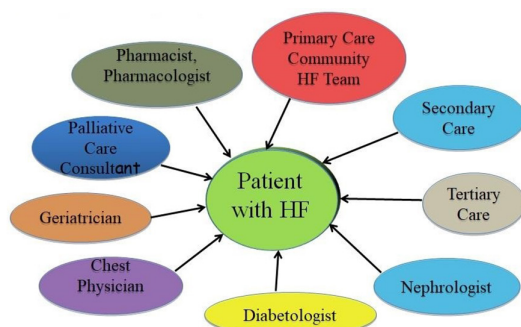 Pharmacist,
Pharmacologist
Primary Care
Community
HF Team
Secondary
Care
Palliative
Care
Consultant
Patient
with HF
Tertiary
Care
Geriatrician
Chest
Physician
Nephrologist
Diabetologist